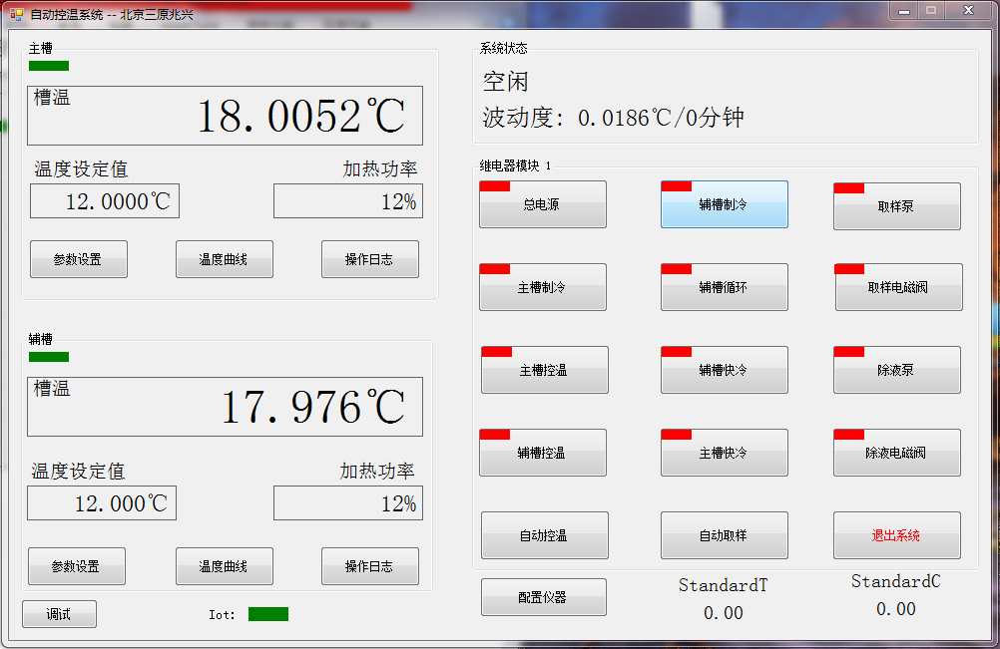 自动控温系统 -- 北京三原兆兴
主槽
槽温
18.0052℃
温度设定值
加热功率
12.0000℃
12%
参数设置
温度曲线
操作日志
辅槽
槽温
17.976℃
温度设定值
加热功率
12.000℃
12%
参数设置
温度曲线
操作日志
调试
Iot:
系统状态
空闲
波动度: 0.0186℃/0分钟
继电器模块 1
总电源
辅槽制冷
取样泵
主槽制冷
辅槽循环
取样电磁阀
主槽控温
辅槽快冷
除液泵
辅槽控温
主槽快冷
除液电磁阀
自动控温
自动取样
退出系统
配置仪器
StandardT
0.00
StandardC
0.00